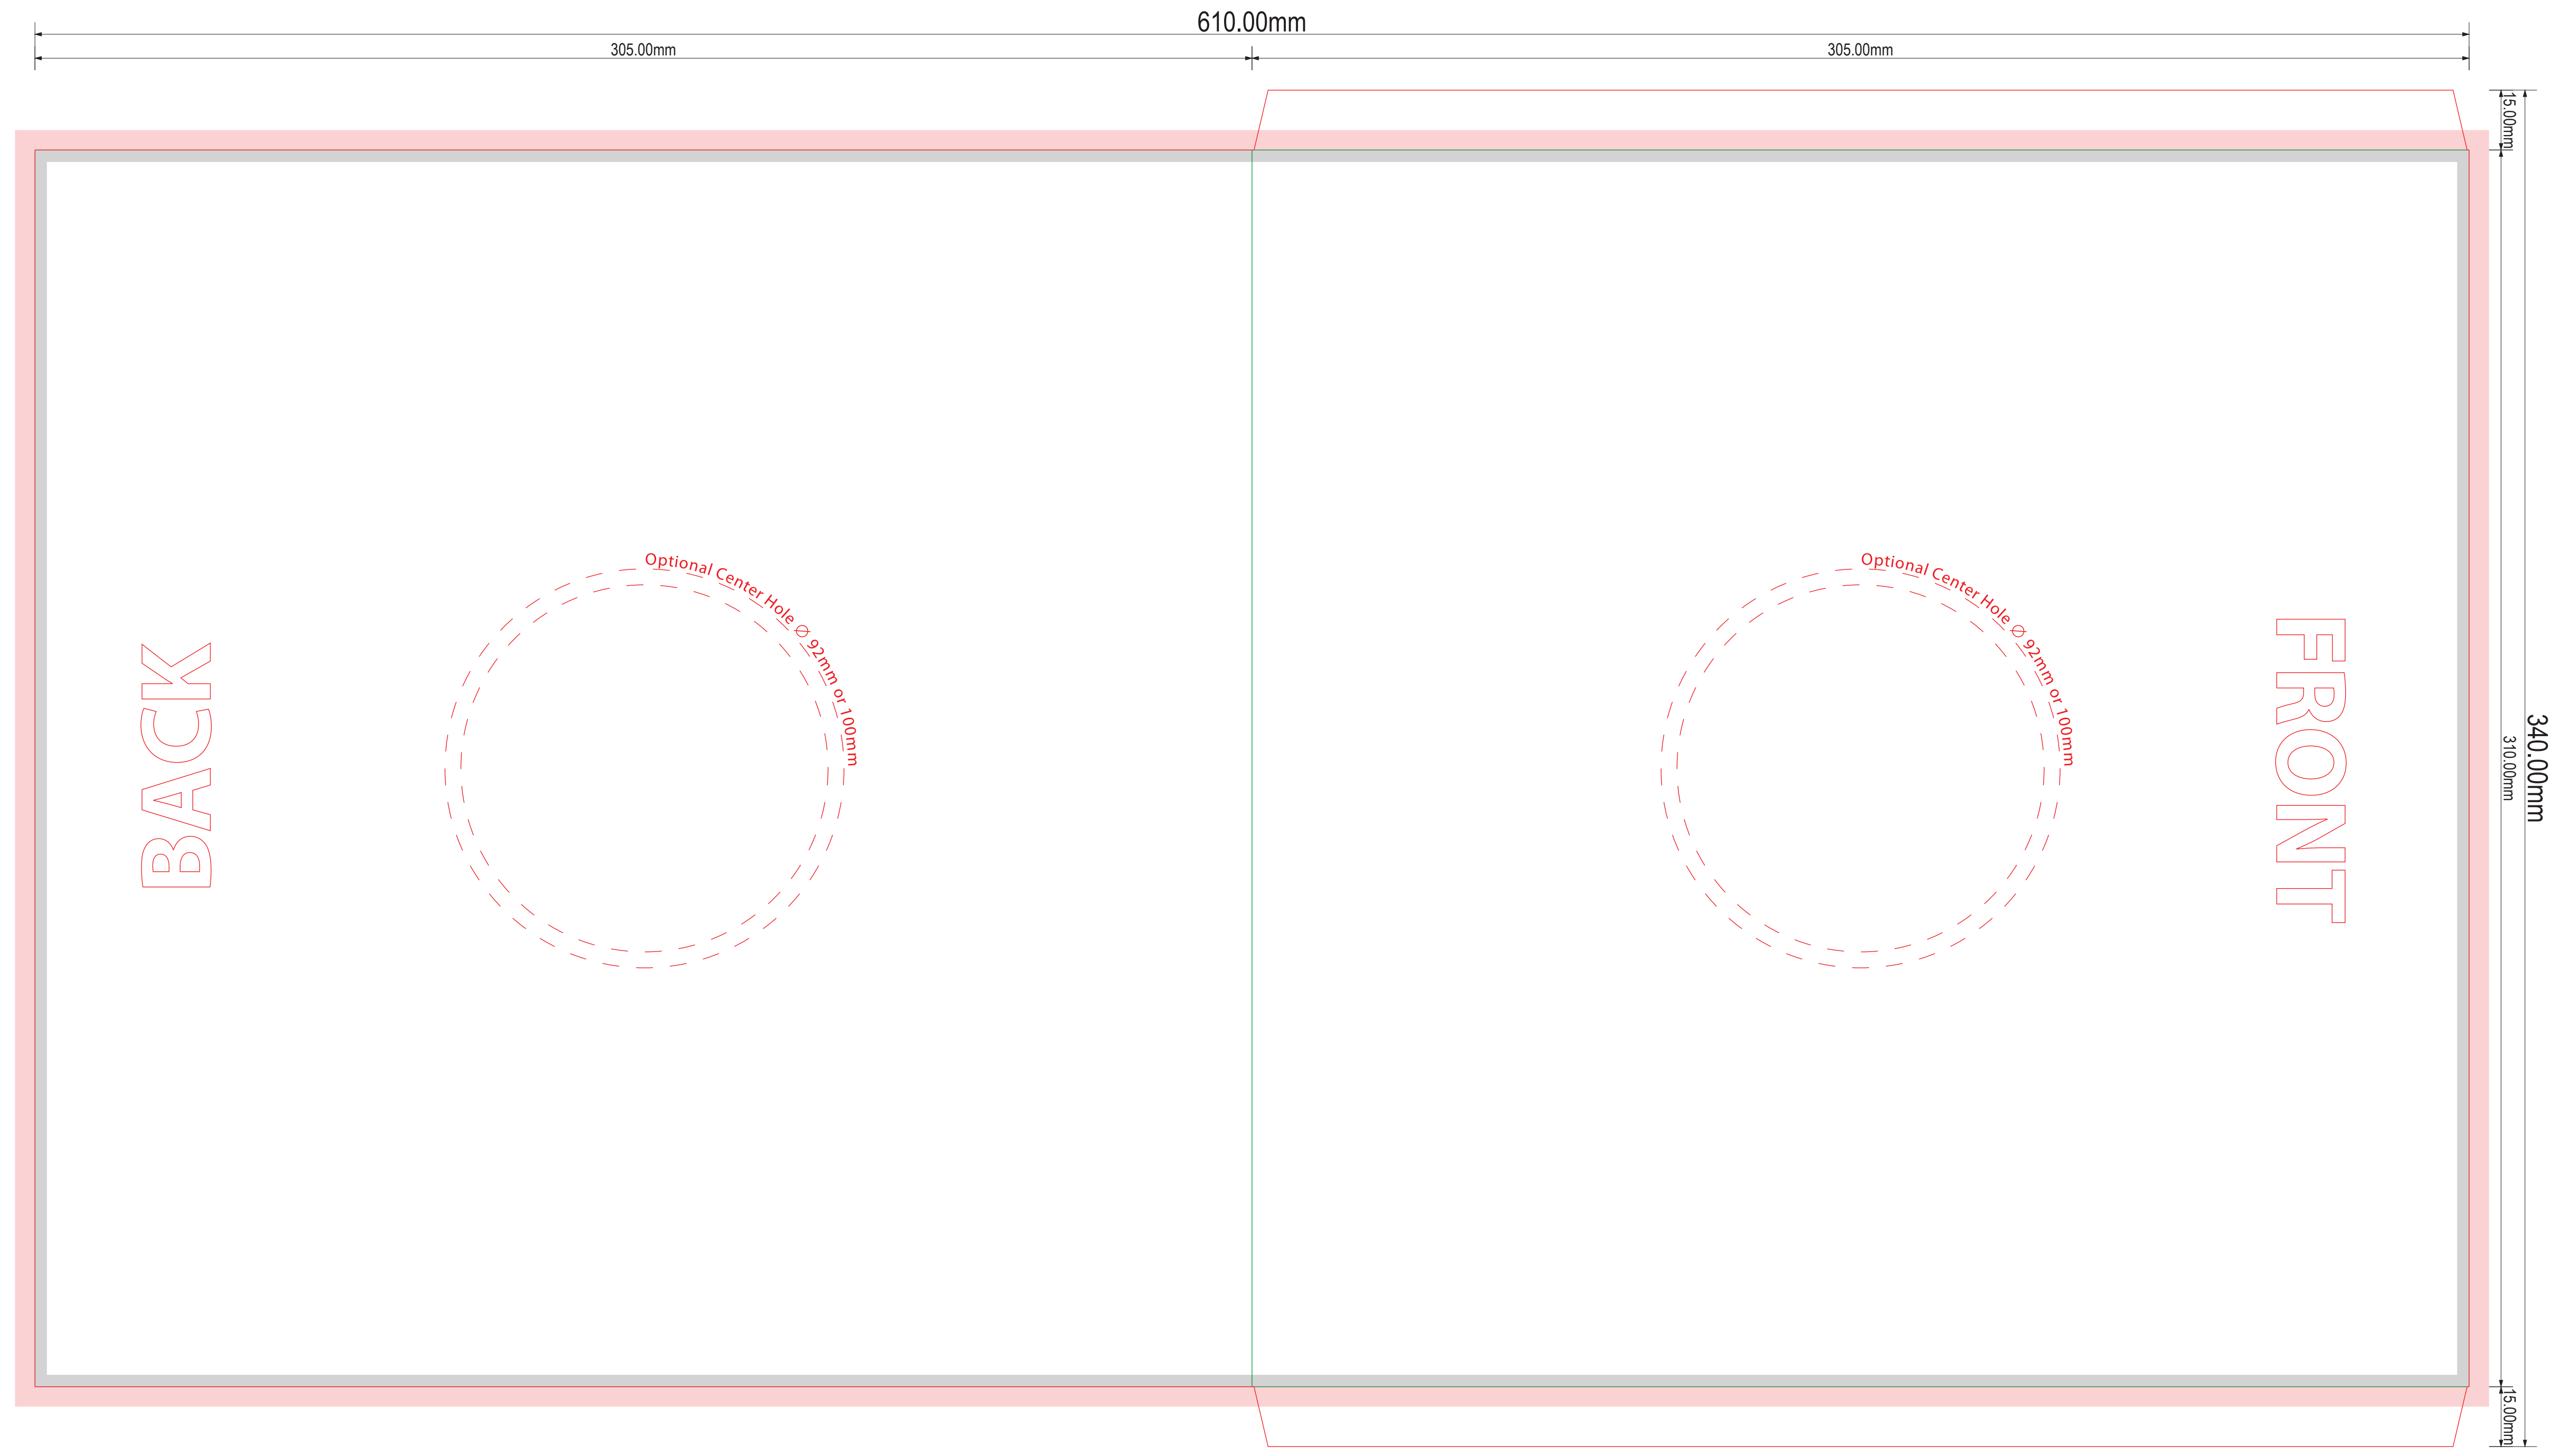 610.00mm
305.00mm
305.00mm
15.00mm
Optional Center Hole ∅ 92mm or 100mm
Optional Center Hole ∅ 92mm or 100mm
BACK
FRONT
310.00mm
340.00mm
15.00mm